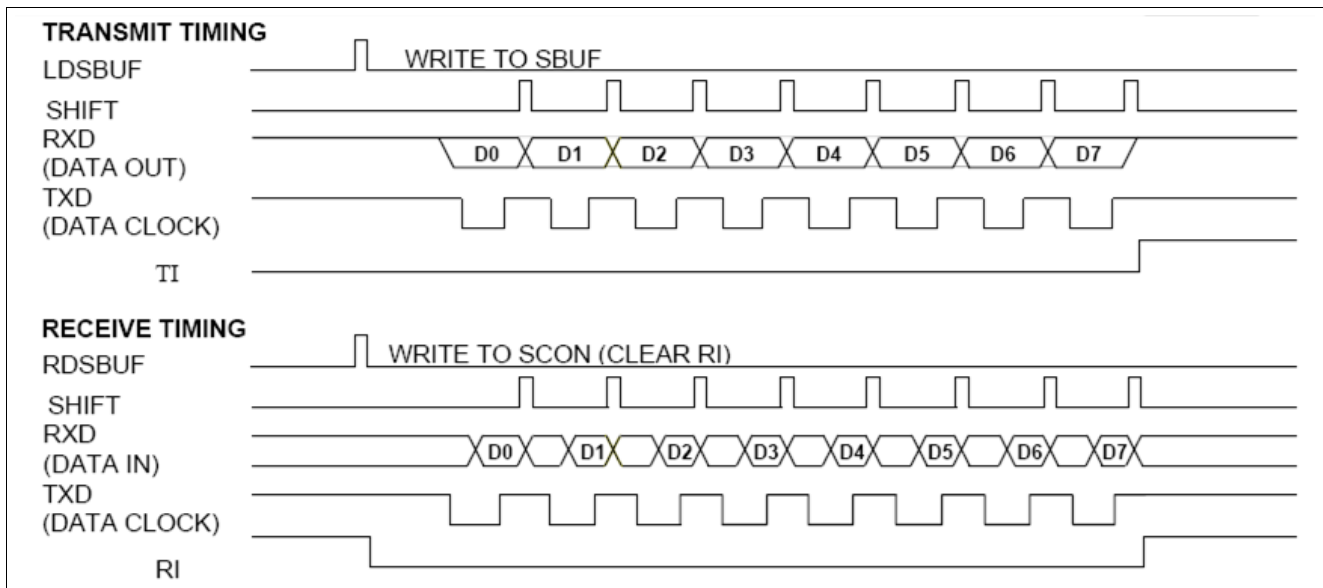 TRANSMIT TIMING
LDSBUF
WRITE TO SBUF
SHIFT
RXD
(DATA OUT)
D0 D1 D2 D3 D4 D5 D6 D7
TXD
(DATA CLOCK)
TI
RECEIVE TIMING
RDSBUF
WRITE TO SCON (CLEAR RI)
SHIFT
RXD
(DATA IN)
D0 D1 D2 D3 D4 D5 D6 D7
TXD
(DATA CLOCK)
RI